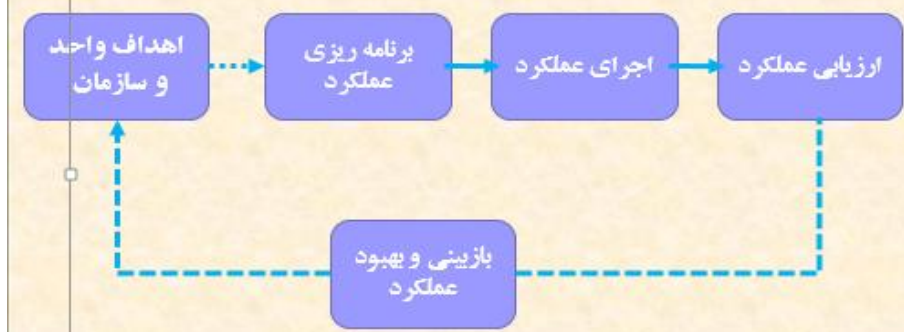 اهداف واحد
و سازمان
برنامه ریزی
عملکرد
اجرای عملکرد
ارزیابی عملکرد
بازبینی و بهبود
عملکرد